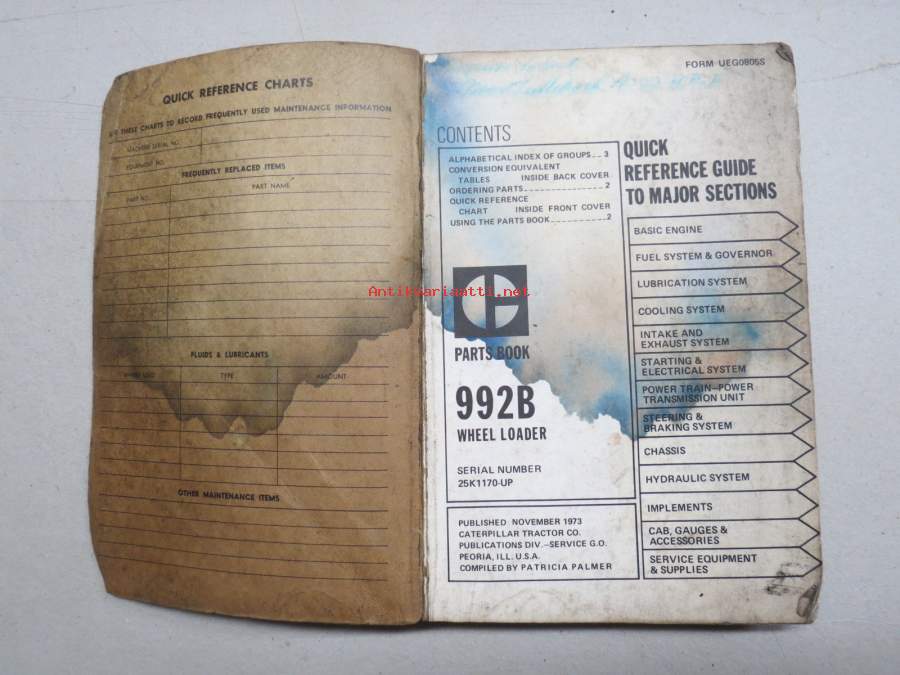 QUICK REFERENCE CHARTS
THESE CHARTS TO RECORD FREQUENTLY USED MAINTENANCE INFORMATION
MACHINE SERIAL NO.
EQUIPMENT NO.
FREQUENTLY REPLACED ITEMS
PART NO.
PART NAME
FLUIDS & LUBRICANTS
WHERE USED
TYPE
AMOUNT
OTHER MAINTENANCE ITEMS
FORM UEG0805S
CONTENTS
ALPHABETICAL INDEX OF GROUPS 3
CONVERSION EQUIVALENT
TABLES INSIDE BACK COVER
ORDERING PARTS 2
QUICK REFERENCE
CHART INSIDE FRONT COVER
USING THE PARTS BOOK 2
PARTS BOOK
992B
WHEEL LOADER
SERIAL NUMBER
25K1170-UP
PUBLISHED NOVEMBER 1973
CATERPILLAR TRACTOR CO.
PUBLICATIONS DIV.-SERVICE G.O.
PEORIA, ILL. U.S.A.
COMPILED BY PATRICIA PALMER
QUICK
REFERENCE GUIDE
TO MAJOR SECTIONS
BASIC ENGINE
FUEL SYSTEM & GOVERNOR
LUBRICATION SYSTEM
COOLING SYSTEM
INTAKE AND
EXHAUST SYSTEM
STARTING &
ELECTRICAL SYSTEM
POWER TRAIN-POWER
TRANSMISSION UNIT
STEERING &
BRAKING SYSTEM
CHASSIS
HYDRAULIC SYSTEM
IMPLEMENTS
CAB, GAUGES &
ACCESSORIES
SERVICE EQUIPMENT
& SUPPLIES
Antikvariaatti.net